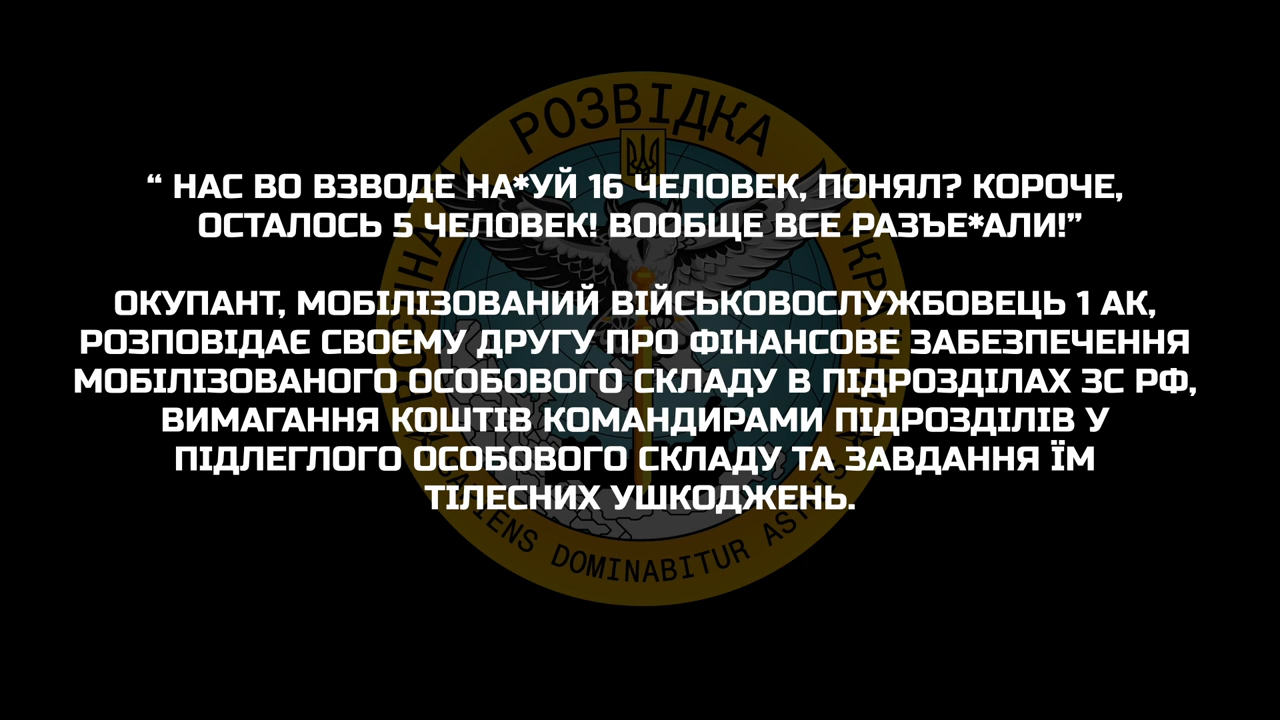 “ НАС ВО ВЗВОДЕ НА*УЙ 16 ЧЕЛОВЕК, ПОНЯЛ? КОРОЧЕ,
ОСТАЛОСЬ 5 ЧЕЛОВЕК! ВООБЩЕ ВСЕ РАЗЪЕ*АЛИ!”
ОКУПАНТ, МОБІЛІЗОВАНИЙ ВІЙСЬКОВОСЛУЖБОВЕЦЬ 1 АК,
РОЗПОВІДАЄ СВОЄМУ ДРУГУ ПРО ФІНАНСОВЕ ЗАБЕЗПЕЧЕННЯ
МОБІЛІЗОВАНОГО ОСОБОВОГО СКЛАДУ В ПІДРОЗДІЛАХ ЗС РФ,
ВИМАГАННЯ КОШТІВ КОМАНДИРАМИ ПІДРОЗДІЛІВ У
ПІДЛЕГЛОГО ОСОБОВОГО СКЛАДУ ТА ЗАВДАННЯ ЇМ
ТІЛЕСНИХ УШКОДЖЕНЬ.
РОЗВІДКА
DOMINABITUR